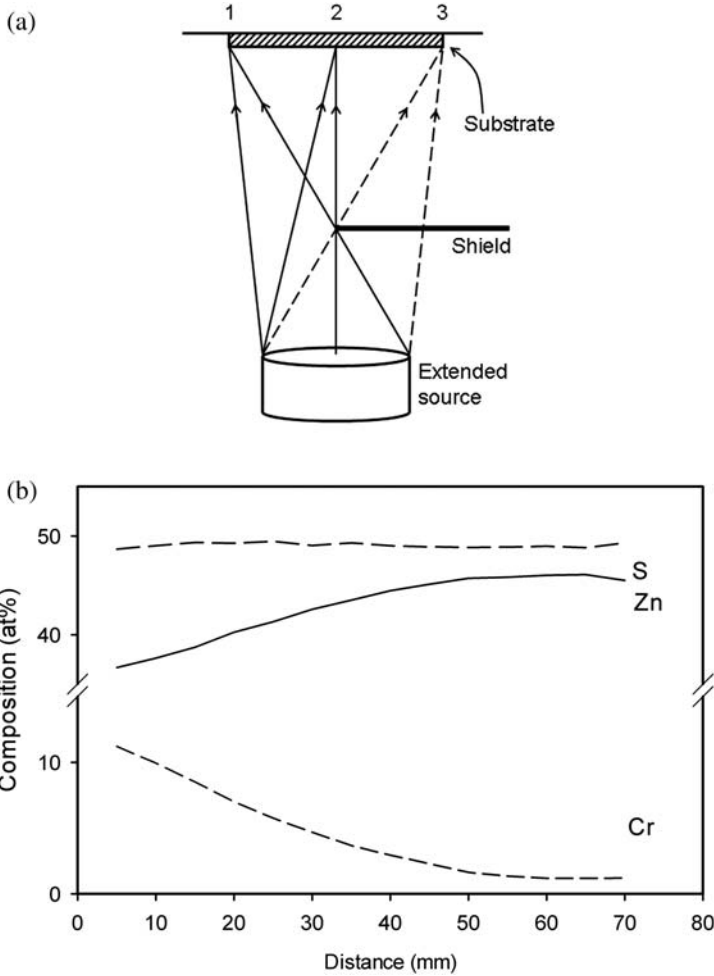 (a)
1 2 3
Substrate
Shield
Extended
source
(b)
Composition (at%)
50
40
10
0
S
Zn
Cr
0 10 20 30 40 50 60 70 80
Distance (mm)